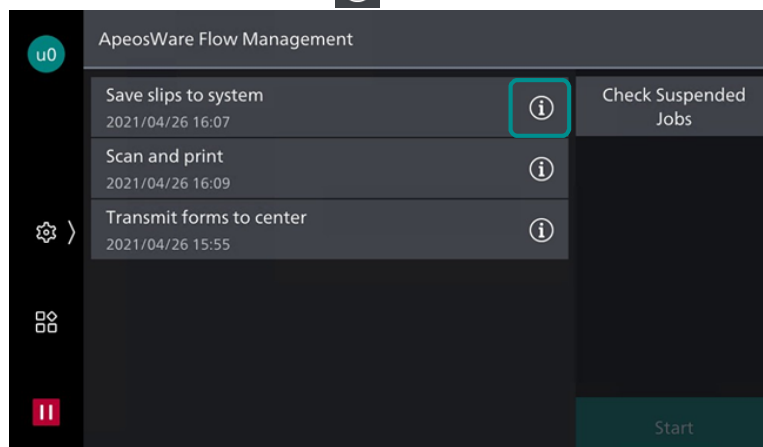 u0
ApeosWare Flow Management
Save slips to system
2021/04/26 16:07
Scan and print
2021/04/26 16:09
Transmit forms to center
2021/04/26 15:55
Check Suspended
Jobs
Start